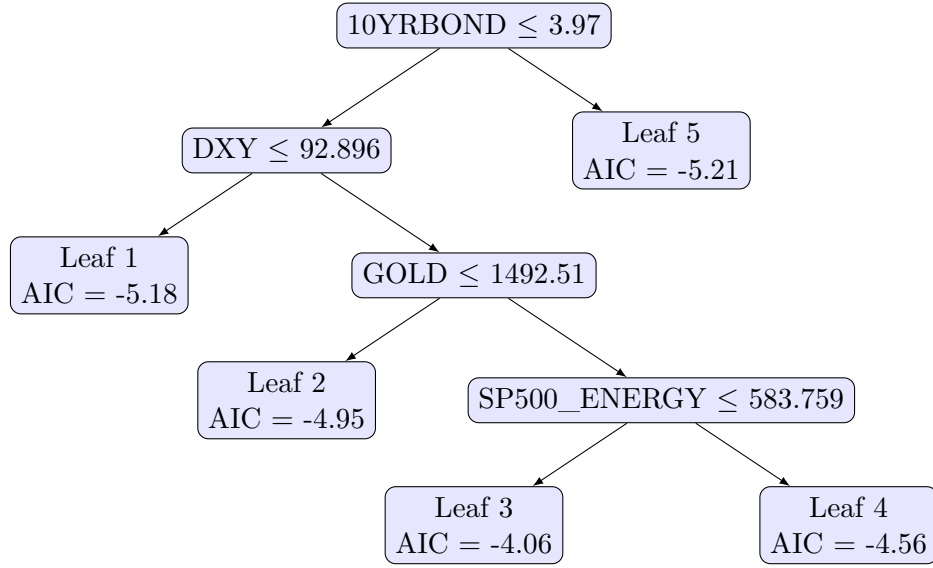 10YRBOND ≤ 3.97
DXY ≤ 92.896
Leaf 5
AIC = -5.21
Leaf 1
AIC = -5.18
GOLD ≤ 1492.51
Leaf 2
AIC = -4.95
SP500_ENERGY ≤ 583.759
Leaf 3
AIC = -4.06
Leaf 4
AIC = -4.56